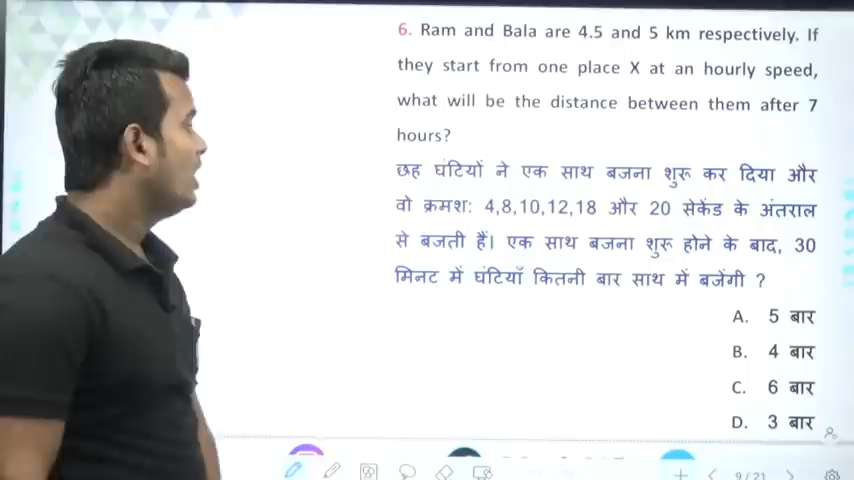 6. Ram and Bala are 4.5 and 5 km respectively. If
they start from one place X at an hourly speed,
what will be the distance between them after 7
hours?
छह घंटियों ने एक साथ बजना शुरू कर दिया और
वो क्रमश: 4,8,10,12,18 और 20 सेकेंड के अंतराल
से बजती हैं। एक साथ बजना शुरू होने के बाद, 30
मिनट में घंटियाँ कितनी बार साथ में बजेंगी ?
A. 5 बार
B. 4 बार
C. 6 बार
D. 3 बार
9 / 21